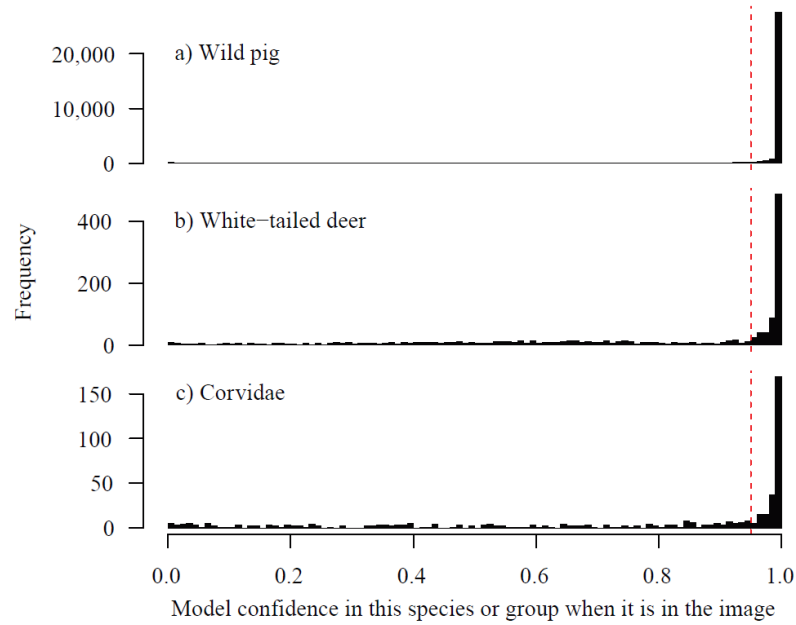 a) Wild pig
20,000
10,000
0
b) White−tailed deer
400
200
0
Frequency
c) Corvidae
150
100
50
0
0.0 0.2 0.4 0.6 0.8 1.0
Model confidence in this species or group when it is in the image